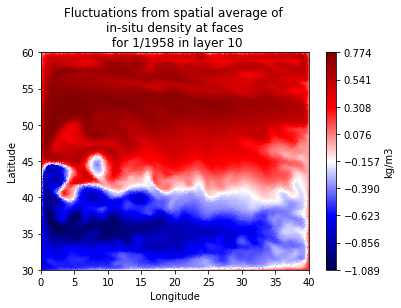 Fluctuations from spatial average of
in-situ density at faces
for 1/1958 in layer 10
60
55
50
45
40
35
30
Latitude
0 5 10 15 20 25 30 35 40
Longitude
0.774
0.541
0.308
0.076
−0.157
−0.390
−0.623
−0.856
−1.089
kg/m3